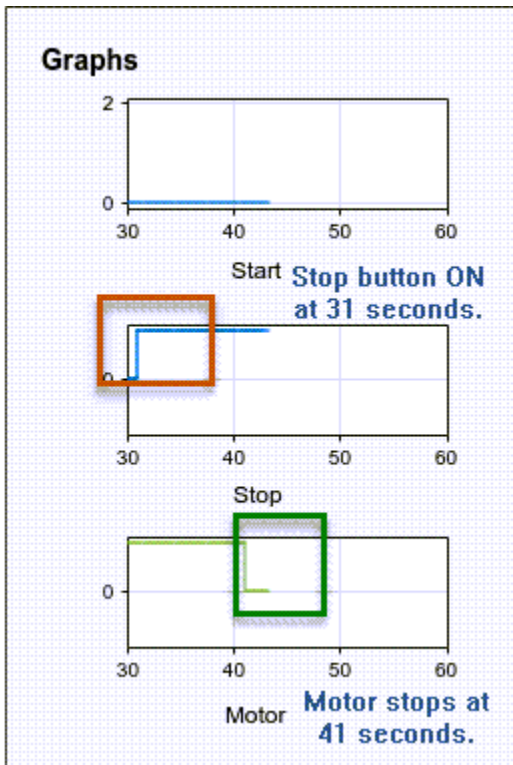 Graphs
2
0
30 40 50 60
Start
Stop button ON
at 31 seconds.
0
30 40 50 60
Stop
0
30 40 50 60
Motor
Motor stops at
41 seconds.